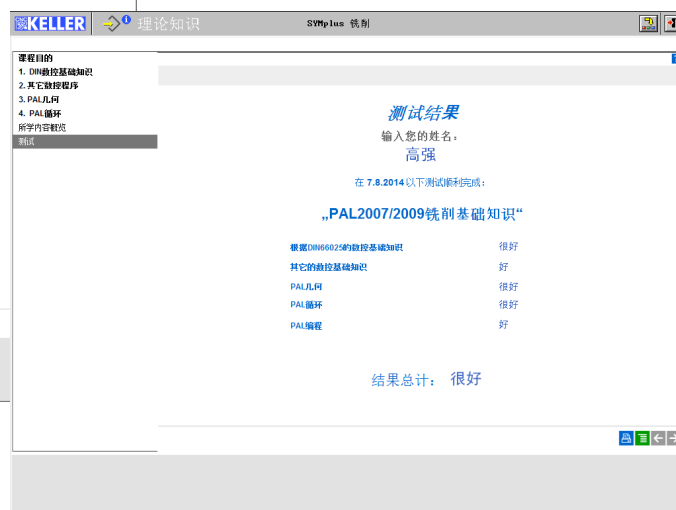 KELLER 理论知识 SYMplus 铣削
课程目的
1. DIN数控基础知识
2. 其它数控程序
3. PAL几何
4. PAL循环
所学内容概览
测试
测试结果
输入您的姓名：
高强
在 7.8.2014 以下测试顺利完成：
„PAL2007/2009铣削基础知识“
根据DIN66025的数控基础知识 很好
其它的数控基础知识 好
PAL几何 很好
PAL循环 很好
PAL编程 好
结果总计： 很好